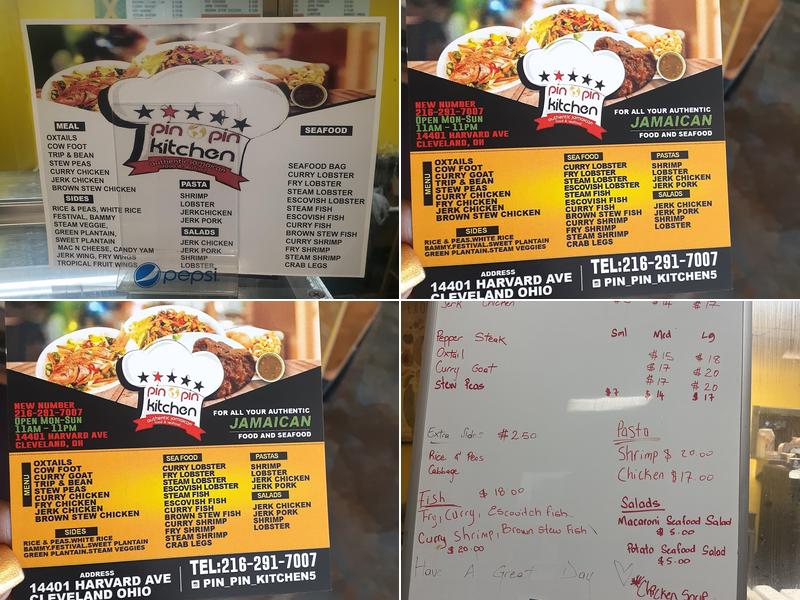 pin pin
kitchen
authentic jamaican
food & seafood
MEAL
OXTAILS
COW FOOT
TRIP & BEAN
STEW PEAS
CURRY CHICKEN
JERK CHICKEN
BROWN STEW CHICKEN
SIDES
RICE & PEAS, WHITE RICE
FESTIVAL, BAMMY
STEAM VEGGIE,
GREEN PLANTAIN,
SWEET PLANTAIN
MAC N CHEESE, CANDY YAM
JERK WING, FRY WINGS
TROPICAL FRUIT WINGS
PASTA
SHRIMP
LOBSTER
JERKCHICKEN
JERK PORK
SALADS
JERK CHICKEN
JERK PORK
SHRIMP
LOBSTER
SEAFOOD
SEAFOOD BAG
CURRY LOBSTER
FRY LOBSTER
STEAM LOBSTER
ESCOVISH LOBSTER
STEAM FISH
ESCOVISH FISH
CURRY FISH
BROWN STEW FISH
CURRY SHRIMP
FRY SHRIMP
STEAM SHRIMP
CRAB LEGS
pepsi
pin pin
kitchen
authentic jamaican
food & seafood
NEW NUMBER
216-291-7007
OPEN MON-SUN
11AM - 11PM
14401 HARVARD AVE
CLEVELAND, OH
FOR ALL YOUR AUTHENTIC
JAMAICAN
FOOD AND SEAFOOD
MENU
OXTAILS
COW FOOT
CURRY GOAT
TRIP & BEAN
STEW PEAS
CURRY CHICKEN
FRY CHICKEN
JERK CHICKEN
BROWN STEW CHICKEN
SIDES
RICE & PEAS.WHITE RICE
BAMMY.FESTIVAL.SWEET PLANTAIN
GREEN PLANTAIN.STEAM VEGGIES
SEA FOOD
CURRY LOBSTER
FRY LOBSTER
STEAM LOBSTER
ESCOVISH LOBSTER
STEAM FISH
ESCOVISH FISH
CURRY FISH
BROWN STEW FISH
CURRY SHRIMP
FRY SHRIMP
STEAM SHRIMP
CRAB LEGS
PASTAS
SHRIMP
LOBSTER
JERK CHICKEN
JERK PORK
SALADS
JERK CHICKEN
JERK PORK
SHRIMP
LOBSTER
ADDRESS
14401 HARVARD AVE
CLEVELAND OHIO
TEL:216-291-7007
PIN_PIN_KITCHEN5
pin pin
kitchen
authentic jamaican
food & seafood
NEW NUMBER
216-291-7007
OPEN MON-SUN
11AM - 11PM
14401 HARVARD AVE
CLEVELAND, OH
FOR ALL YOUR AUTHENTIC
JAMAICAN
FOOD AND SEAFOOD
MENU
OXTAILS
COW FOOT
CURRY GOAT
TRIP & BEAN
STEW PEAS
CURRY CHICKEN
FRY CHICKEN
JERK CHICKEN
BROWN STEW CHICKEN
SIDES
RICE & PEAS.WHITE RICE
BAMMY.FESTIVAL.SWEET PLANTAIN
GREEN PLANTAIN.STEAM VEGGIES
SEA FOOD
CURRY LOBSTER
FRY LOBSTER
STEAM LOBSTER
ESCOVISH LOBSTER
STEAM FISH
ESCOVISH FISH
CURRY FISH
BROWN STEW FISH
CURRY SHRIMP
FRY SHRIMP
STEAM SHRIMP
CRAB LEGS
PASTAS
SHRIMP
LOBSTER
JERK CHICKEN
JERK PORK
SALADS
JERK CHICKEN
JERK PORK
SHRIMP
LOBSTER
ADDRESS
14401 HARVARD AVE
CLEVELAND OHIO
TEL:216-291-7007
PIN_PIN_KITCHEN5
Jerk Chicken $14 $17
Sml Med Lg
Pepper Steak $15 $18
Oxtail $17 $20
Curry Goat $17 $20
Stew Peas $7 $14 $17
Extra Sides $2.50
Rice & Peas
Cabbage
Fish $18.00
Fry, Curry, Escovitch fish
Curry Shrimp, Brown Stew Fish
$20.00
Pasta
Shrimp $20.00
Chicken $17.00
Salads
Macaroni Seafood Salad
$5.00
Potato Seafood Salad
$5.00
Have A Great Day
Chicken Soup